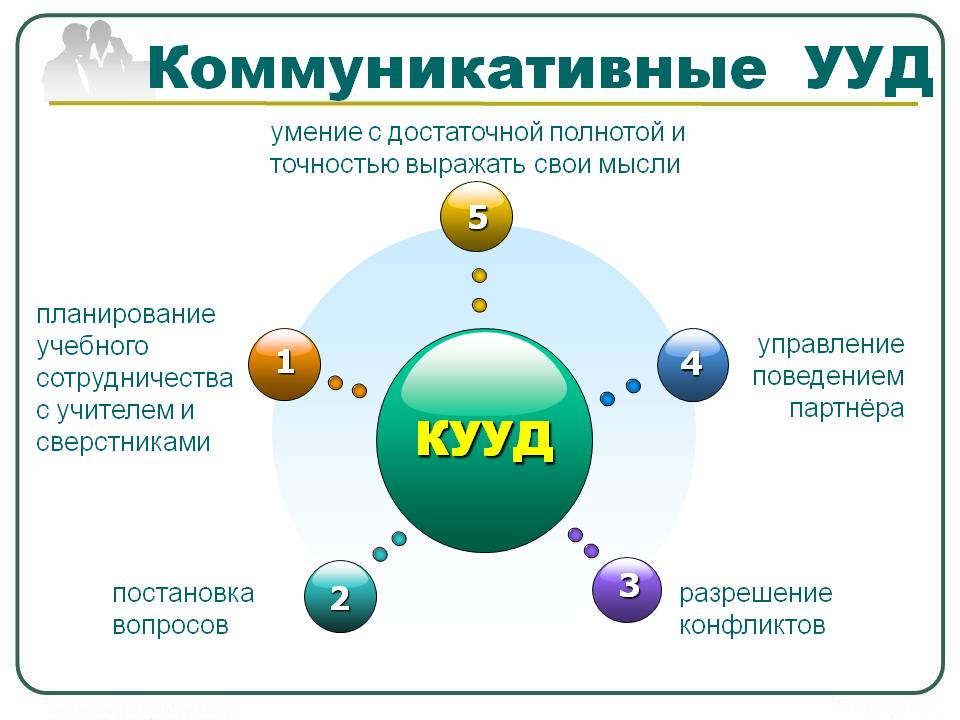 Коммуникативные УУД
умение с достаточной полнотой и
точностью выражать свои мысли
5
планирование
учебного
сотрудничества
с учителем и
сверстниками
1
4
управление
поведением
партнёра
КУУД
постановка
вопросов
2
3
разрешение
конфликтов